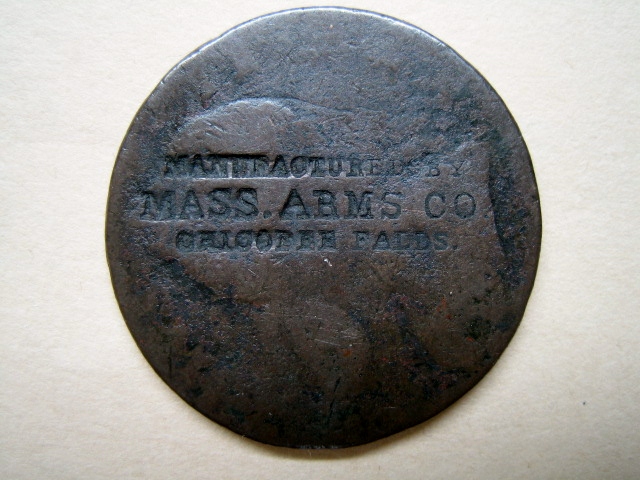 MANUFACTURED BY
MASS. ARMS CO
CHICOPEE FALLS.